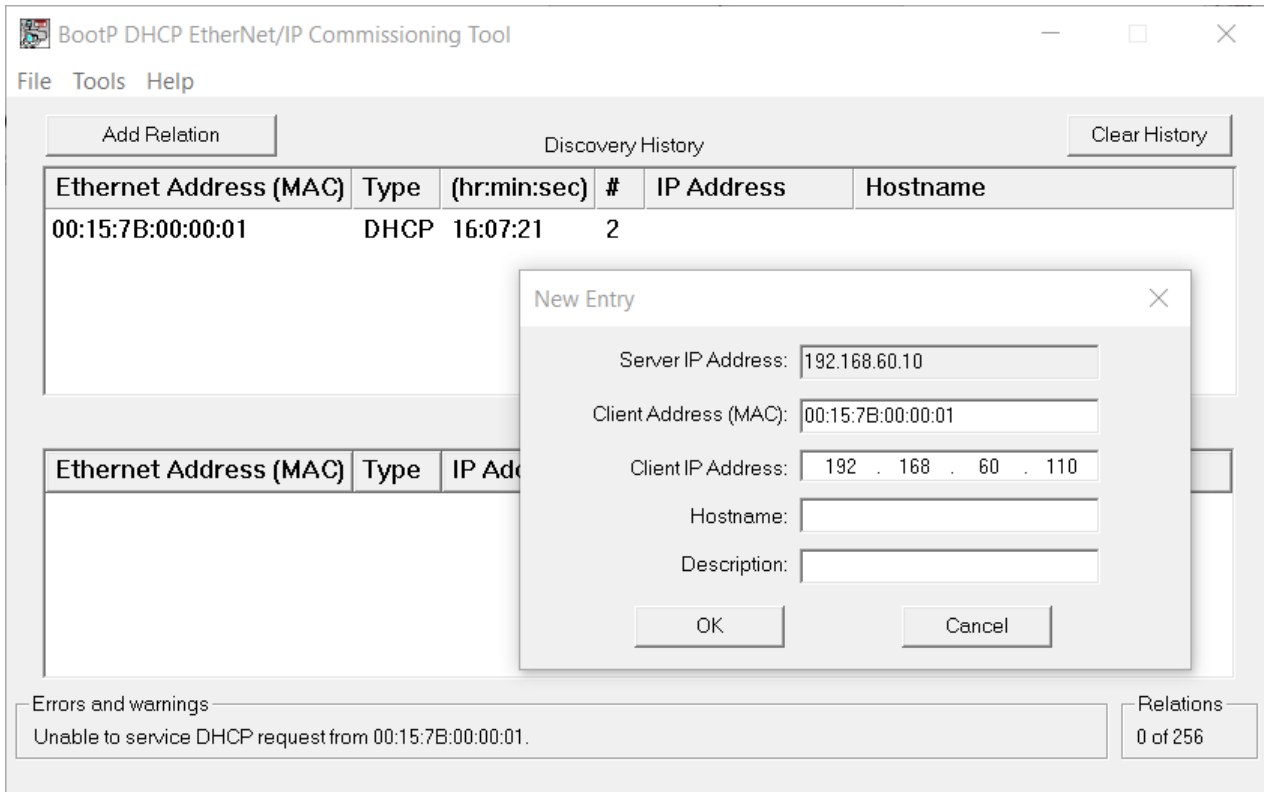 BootP DHCP EtherNet/IP Commissioning Tool
File Tools Help
Add Relation
Discovery History
Clear History
Ethernet Address (MAC) Type (hr:min:sec) # IP Address Hostname
00:15:7B:00:00:01 DHCP 16:07:21 2
New Entry
Server IP Address: 192.168.60.10
Client Address (MAC): 00:15:7B:00:00:01
Client IP Address: 192 . 168 . 60 . 110
Hostname:
Description:
OK Cancel
Ethernet Address (MAC) Type IP Add
Errors and warnings
Unable to service DHCP request from 00:15:7B:00:00:01.
Relations
0 of 256